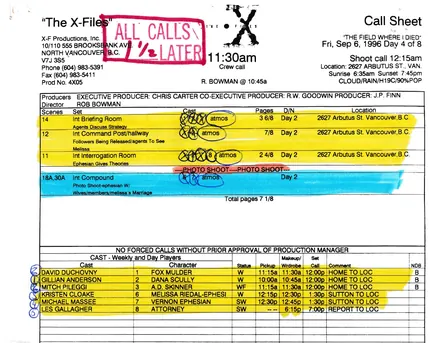 "The X-Files"
ALL CALLS
1 1/2 LATER
X
Call Sheet
X-F Productions, Inc.
10/110 555 BROOKSBANK AVE.
NORTH VANCOUVER, B.C.
V7J 3S5
Phone (604) 983-5391
Fax (604) 983-5411
Prod No. 4X05
11:30am
Crew call
R. BOWMAN @ 10:45a
'THE FIELD WHERE I DIED'
Fri, Sep 6, 1996 Day 4 of 8
Shoot call 12:15am
Location: 2627 ARBUTUS ST., VAN.
Sunrise 6:35am Sunset 7:45pm
CLOUD/RAIN/H19C/90%POP
Producers EXECUTIVE PRODUCER: CHRIS CARTER CO-EXECUTIVE PRODUCER: R.W. GOODWIN PRODUCER: J.P. FINN
Director ROB BOWMAN
Scenes Set Cast Pages D/N Location
14 Int Briefing Room atmos 3 6/8 Day 2 2627 Arbutus St. Vancouver, B.C.
Agents Discuss Strategy
12 Int Command Post/hallway atmos 7/8 Day 2 2627 Arbutus St. Vancouver, B.C.
Followers Being Released/agents To See
Melissa
11 Int Interrogation Room atmos 2 4/8 Day 2 2627 Arbutus St. Vancouver, B.C.
Ephesian Gives Theories
PHOTO SHOOT---PHOTO SHOOT---
18A,30A Int Compound atmos Day 2
Photo Shoot-ephesian W/
Wives/members/melissa's Marriage
Total pages 7 1/8
NO FORCED CALLS WITHOUT PRIOR APPROVAL OF PRODUCTION MANAGER
CAST - Weekly and Day Players Makeup/ Set
Cast Character Status Pickup Wdrobe Call Comment NDB
DAVID DUCHOVNY 1 FOX MULDER W 11:15a 11:30a 12:00p HOME TO LOC B
GILLIAN ANDERSON 2 DANA SCULLY W 10:00a 10:45a 12:00p HOME TO LOC B
MITCH PILEGGI 3 A.D. SKINNER WF 11:15a 11:30a 12:00p HOME TO LOC B
KRISTEN CLOAKE 6 MELISSA RIEDAL-EPHESI W 12:15p 12:30p 1:30p SUTTON TO LOC
MICHAEL MASSEE 7 VERNON EPHESIAN SW 12:30p 12:45p 1:30p SUTTON TO LOC
LES GALLAGHER 8 ATTORNEY SW -- -- 6:15p 7:00p REPORT TO LOC